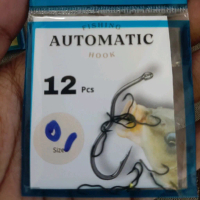 FISHING
AUTOMATIC
HOOK
12 Pcs
01
SIZE